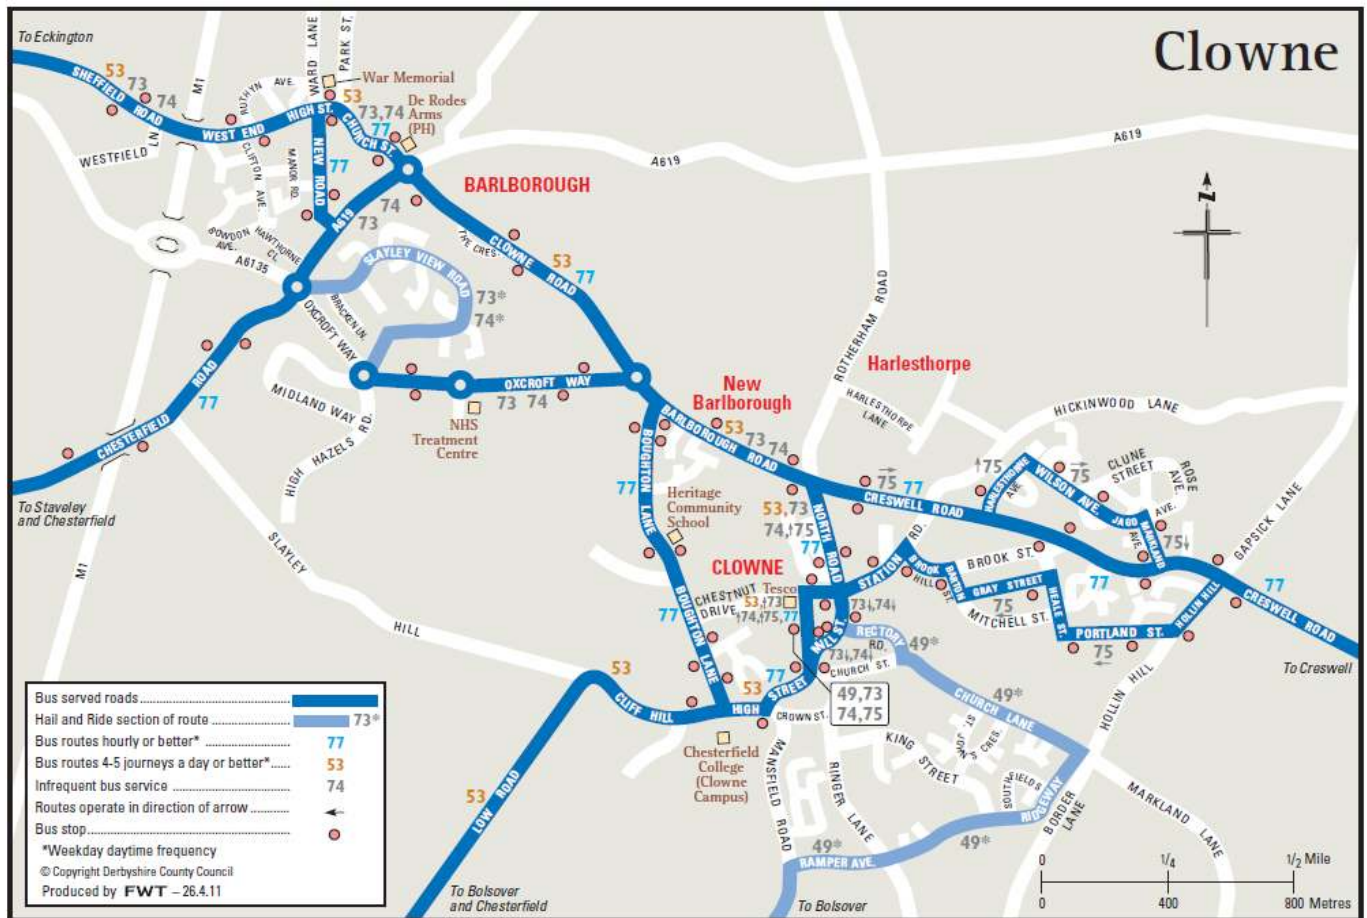 Clowne
To Eckington
53
73
74
SHEFFIELD ROAD
M1
RUTHYN AVE.
WARD LANE
PARK ST.
War Memorial
53
73,74
77
De Rodes
Arms
(PH)
WEST END
HIGH ST.
CHURCH ST.
WESTFIELD LN
CLIFTON AVE.
MANOR RD.
NEW ROAD
77
A619
A619
BARLBOROUGH
74
73
A619
BOWDON AVE.
HAWTHORNE CL.
A6135
THE CRES.
CLOWNE ROAD
53
77
SLAYLEY VIEW ROAD
73*
74*
BRACKEN LN.
OXCROFT WAY
ROTHERHAM ROAD
Harlesthorpe
HARLESTHORPE LANE
HICKINWOOD LANE
CHESTERFIELD ROAD
77
MIDLAND WAY
HIGH HAZELS RD.
OXCROFT WAY
73 74
NHS
Treatment
Centre
New
Barlborough
BARLBOROUGH ROAD
53
73
74
To Staveley
and Chesterfield
M1
SLAYLEY HILL
77
BOUGHTON LANE
Heritage
Community
School
53,73
74,75
77
NORTH ROAD
75
77
CRESWELL ROAD
75
HARLESTHORPE AVE
WILSON AVE.
75
CLUNE STREET
ROSE AVE.
JAGO AVE.
MARKLAND AVE.
75
GAPSICK LANE
CLOWNE
CHESTNUT DRIVE
Tesco
53,73
74,75,77
STATION RD.
BROOK HILL
BARTON ST.
BROOK ST.
GRAY STREET
75
MITCHELL ST.
HEALE ST.
PORTLAND ST.
75
HOLLIN HILL
77
77
CRESWELL ROAD
To Creswell
77
BOUGHTON LANE
73,74
MILL ST.
RECTORY RD.
49*
73,74
CHURCH ST.
49,73
74,75
CHURCH LANE
49*
HOLLIN HILL
53
CLIFF HILL
53
77
HIGH STREET
CROWN ST.
Chesterfield
College
(Clowne
Campus)
KING STREET
ST. JOHN'S CRES.
SOUTHFIELDS
MANSFIELD ROAD
RINGER LANE
RIDGEWAY
BORDER LANE
MARKLAND LANE
49*
49*
RAMPER AVE.
53
LOW ROAD
To Bolsover
and Chesterfield
To Bolsover
Bus served roads
Hail and Ride section of route 73*
Bus routes hourly or better* 77
Bus routes 4-5 journeys a day or better* 53
Infrequent bus service 74
Routes operate in direction of arrow
Bus stop
*Weekday daytime frequency
© Copyright Derbyshire County Council
Produced by FWT – 26.4.11
0 1/4 1/2 Mile
0 400 800 Metres